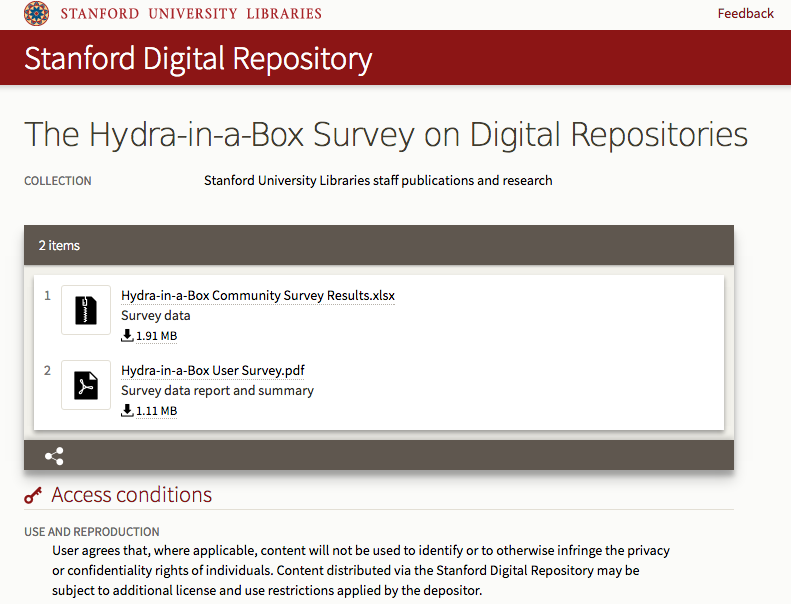 STANFORD UNIVERSITY LIBRARIES
Feedback
Stanford Digital Repository
The Hydra-in-a-Box Survey on Digital Repositories
COLLECTION Stanford University Libraries staff publications and research
2 items
1 Hydra-in-a-Box Community Survey Results.xlsx
Survey data
1.91 MB
2 Hydra-in-a-Box User Survey.pdf
Survey data report and summary
1.11 MB
Access conditions
USE AND REPRODUCTION
User agrees that, where applicable, content will not be used to identify or to otherwise infringe the privacy
or confidentiality rights of individuals. Content distributed via the Stanford Digital Repository may be
subject to additional license and use restrictions applied by the depositor.